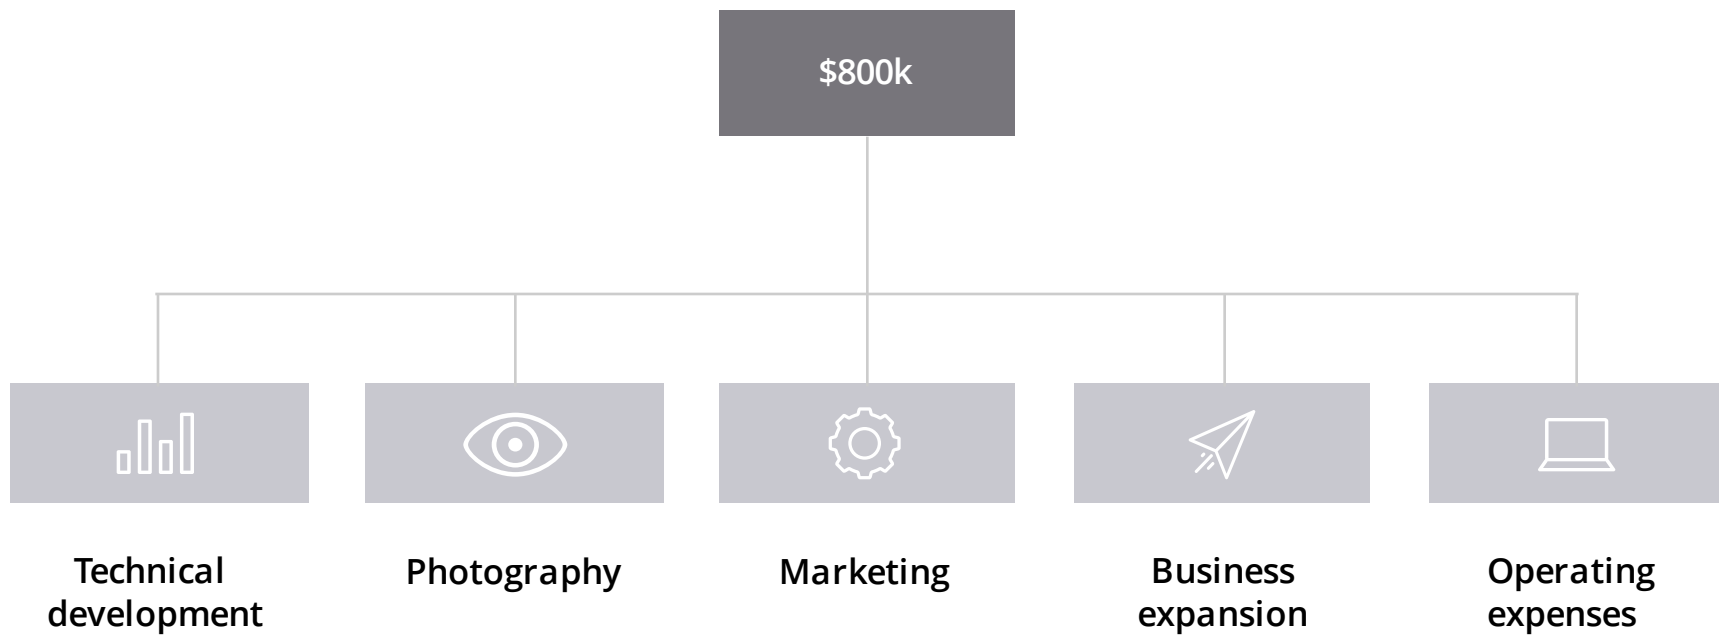 $800k
Technical
development
Photography
Marketing
Business
expansion
Operating
expenses